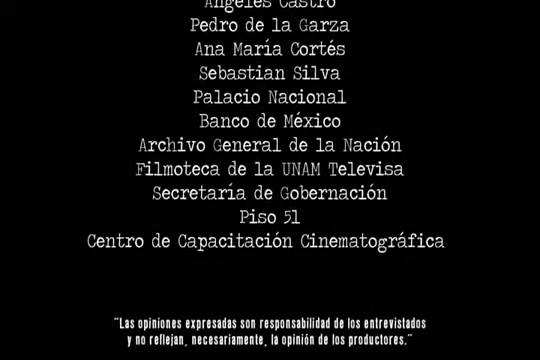 Angeles Castro
Pedro de la Garza
Ana María Cortés
Sebastian Silva
Palacio Nacional
Banco de México
Archivo General de la Nación
Filmoteca de la UNAM Televisa
Secretaría de Gobernación
Piso 51
Centro de Capacitación Cinematográfica
"Las opiniones expresadas son responsabilidad de los entrevistados
y no reflejan, necesariamente, la opinión de los productores."